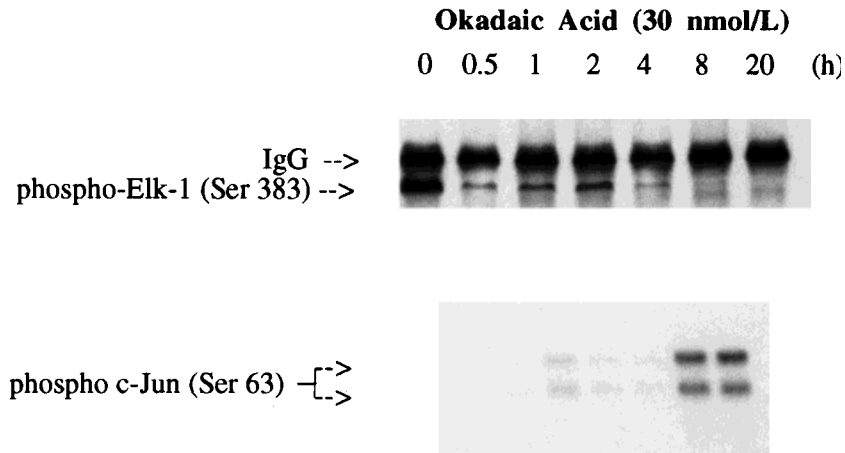 Okadaic Acid (30 nmol/L)
0 0.5 1 2 4 8 20 (h)
IgG -->
phospho-Elk-1 (Ser 383) -->
phospho c-Jun (Ser 63) -->
-->